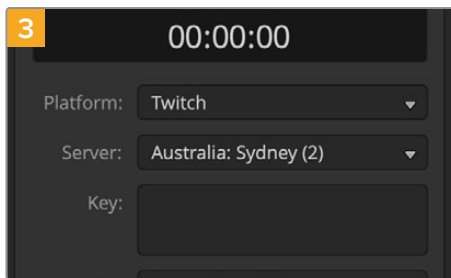 3
00:00:00
Platform: Twitch
Server: Australia: Sydney (2)
Key: